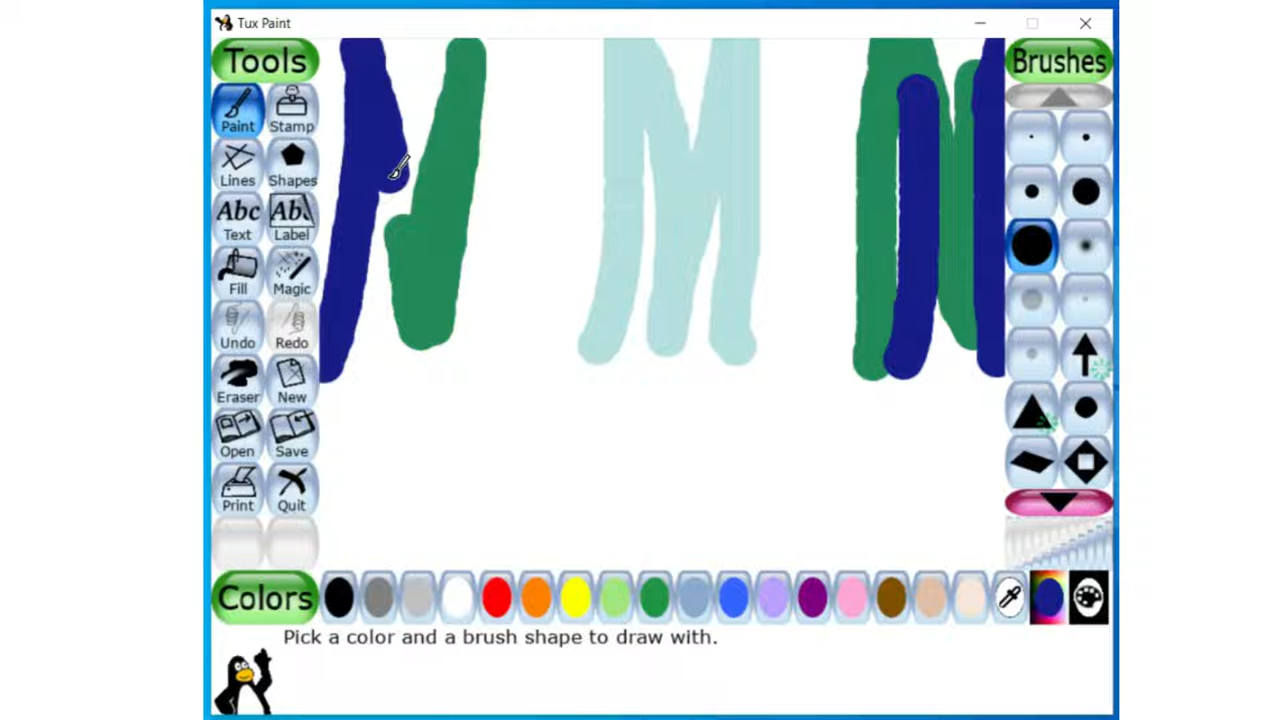 Tux Paint
Tools
Brushes
Paint Stamp
Lines Shapes
Abc Abc
Text Label
Fill Magic
Undo Redo
Eraser New
Open Save
Print Quit
Colors
Pick a color and a brush shape to draw with.